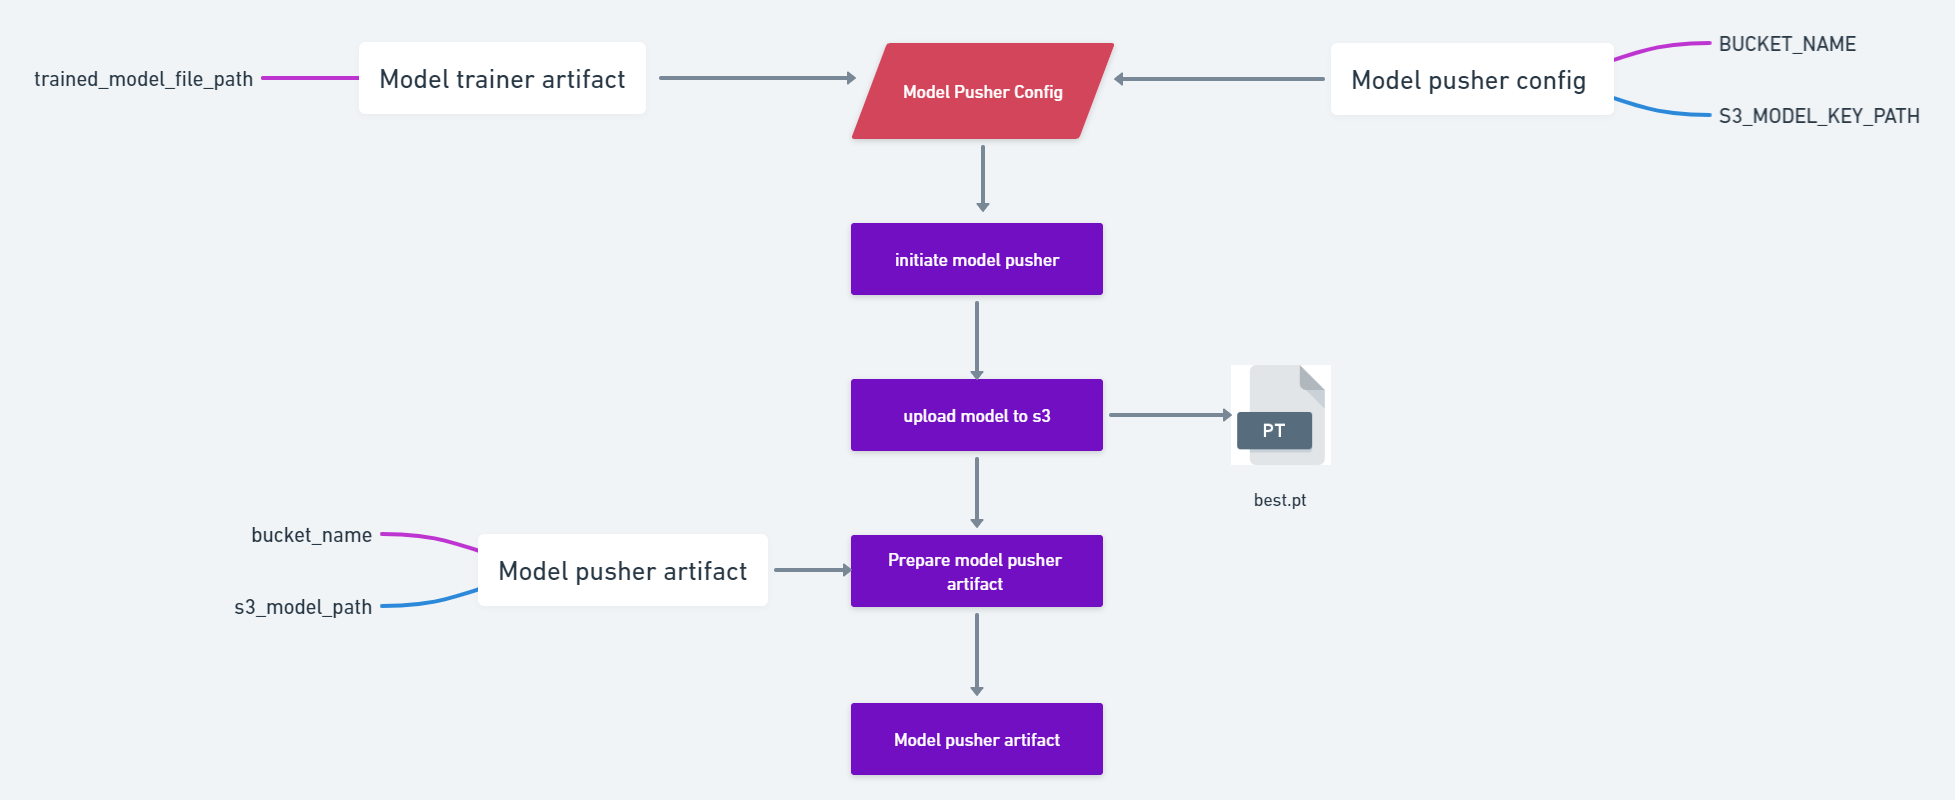 trained_model_file_path
Model trainer artifact
Model Pusher Config
Model pusher config
BUCKET_NAME
S3_MODEL_KEY_PATH
initiate model pusher
upload model to s3
PT
best.pt
bucket_name
s3_model_path
Model pusher artifact
Prepare model pusher
artifact
Model pusher artifact